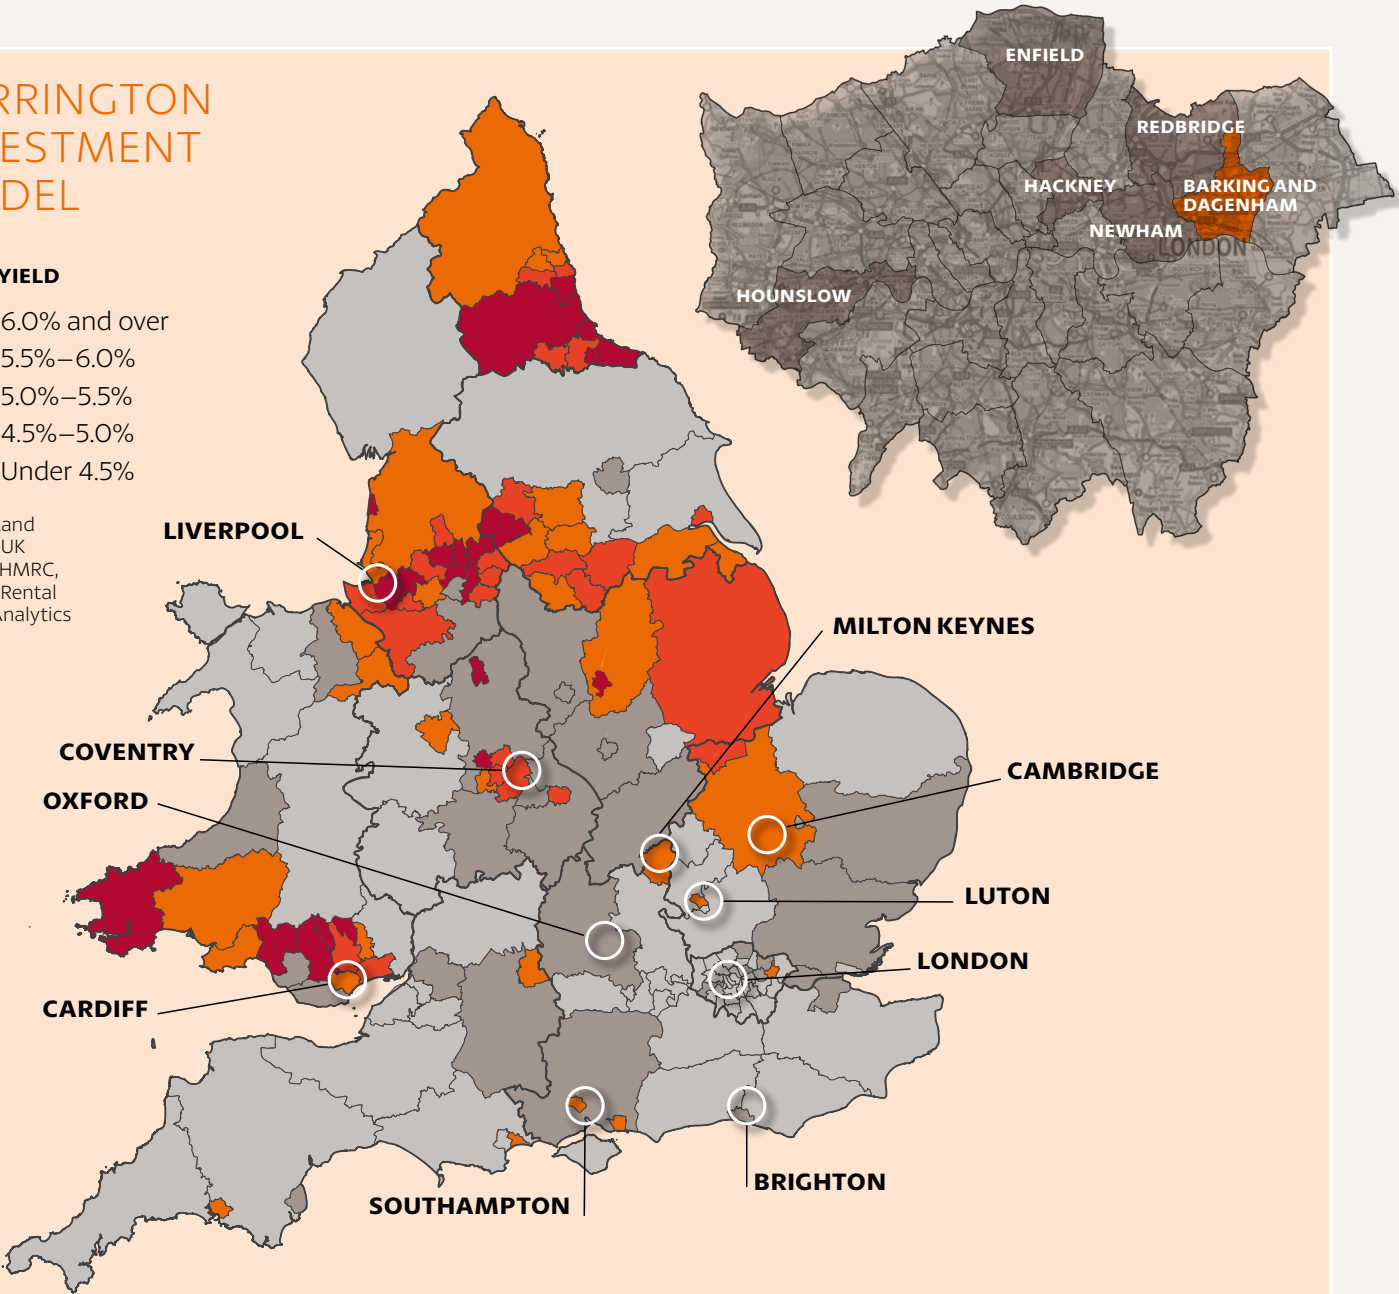 RRINGTON
ESTMENT
DEL
YIELD
6.0% and over
5.5%–6.0%
5.0%–5.5%
4.5%–5.0%
Under 4.5%
and
UK
HMRC,
Rental
Analytics
ENFIELD
REDBRIDGE
HACKNEY
BARKING AND
DAGENHAM
NEWHAM
LONDON
HOUNSLOW
LIVERPOOL
MILTON KEYNES
COVENTRY
CAMBRIDGE
OXFORD
LUTON
LONDON
CARDIFF
BRIGHTON
SOUTHAMPTON